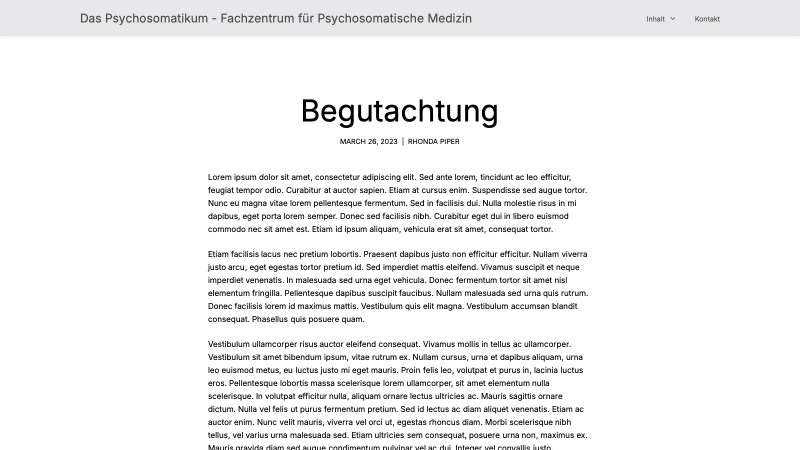 Das Psychosomatikum - Fachzentrum für Psychosomatische Medizin
Inhalt
Kontakt
Begutachtung
MARCH 26, 2023 | RHONDA PIPER
Lorem ipsum dolor sit amet, consectetur adipiscing elit. Sed ante lorem, tincidunt ac leo efficitur,
feugiat tempor odio. Curabitur at auctor sapien. Etiam at cursus enim. Suspendisse sed augue tortor.
Nunc eu magna vitae lorem pellentesque fermentum. Sed in facilisis dui. Nulla molestie risus in mi
dapibus, eget porta lorem semper. Donec sed facilisis nibh. Curabitur eget dui in libero euismod
commodo nec sit amet est. Etiam id ipsum aliquam, vehicula erat sit amet, consequat tortor.
Etiam facilisis lacus nec pretium lobortis. Praesent dapibus justo non efficitur efficitur. Nullam viverra
justo arcu, eget egestas tortor pretium id. Sed imperdiet mattis eleifend. Vivamus suscipit et neque
imperdiet venenatis. In malesuada sed urna eget vehicula. Donec fermentum tortor sit amet nisl
elementum fringilla. Pellentesque dapibus suscipit faucibus. Nullam malesuada sed urna quis rutrum.
Donec facilisis lorem id maximus mattis. Vestibulum quis elit magna. Vestibulum accumsan blandit
consequat. Phasellus quis posuere quam.
Vestibulum ullamcorper risus auctor eleifend consequat. Vivamus mollis in tellus ac ullamcorper.
Vestibulum sit amet bibendum ipsum, vitae rutrum ex. Nullam cursus, urna et dapibus aliquam, urna
leo euismod metus, eu luctus justo mi eget mauris. Proin felis leo, volutpat et purus in, lacinia luctus
eros. Pellentesque lobortis massa scelerisque lorem ullamcorper, sit amet elementum nulla
scelerisque. In volutpat efficitur nulla, aliquam ornare lectus ultricies ac. Mauris sagittis ornare
dictum. Nulla vel felis ut purus fermentum pretium. Sed id lectus ac diam aliquet venenatis. Etiam ac
auctor enim. Nunc velit mauris, viverra vel orci ut, egestas rhoncus diam. Morbi scelerisque nibh
tellus, vel varius urna malesuada sed. Etiam ultricies sem consequat, posuere urna non, maximus ex.
Mauris gravida diam sed augue condimentum pulvinar vel ac dui. Integer vel convallis justo.